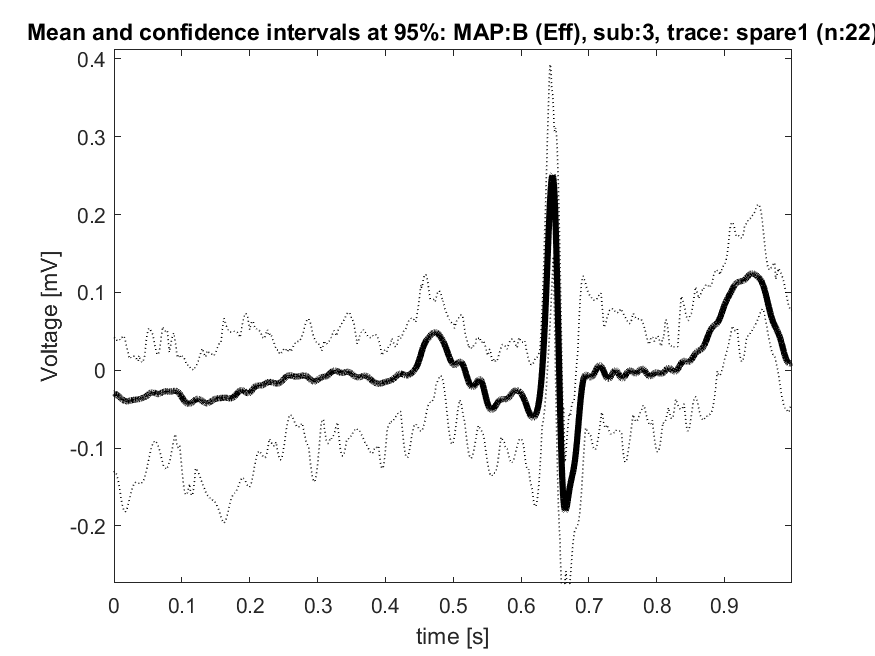 Mean and confidence intervals at 95%: MAP:B (Eff), sub:3, trace: spare1 (n:22)
0.4
0.3
0.2
0.1
0
-0.1
-0.2
Voltage [mV]
0 0.1 0.2 0.3 0.4 0.5 0.6 0.7 0.8 0.9
time [s]